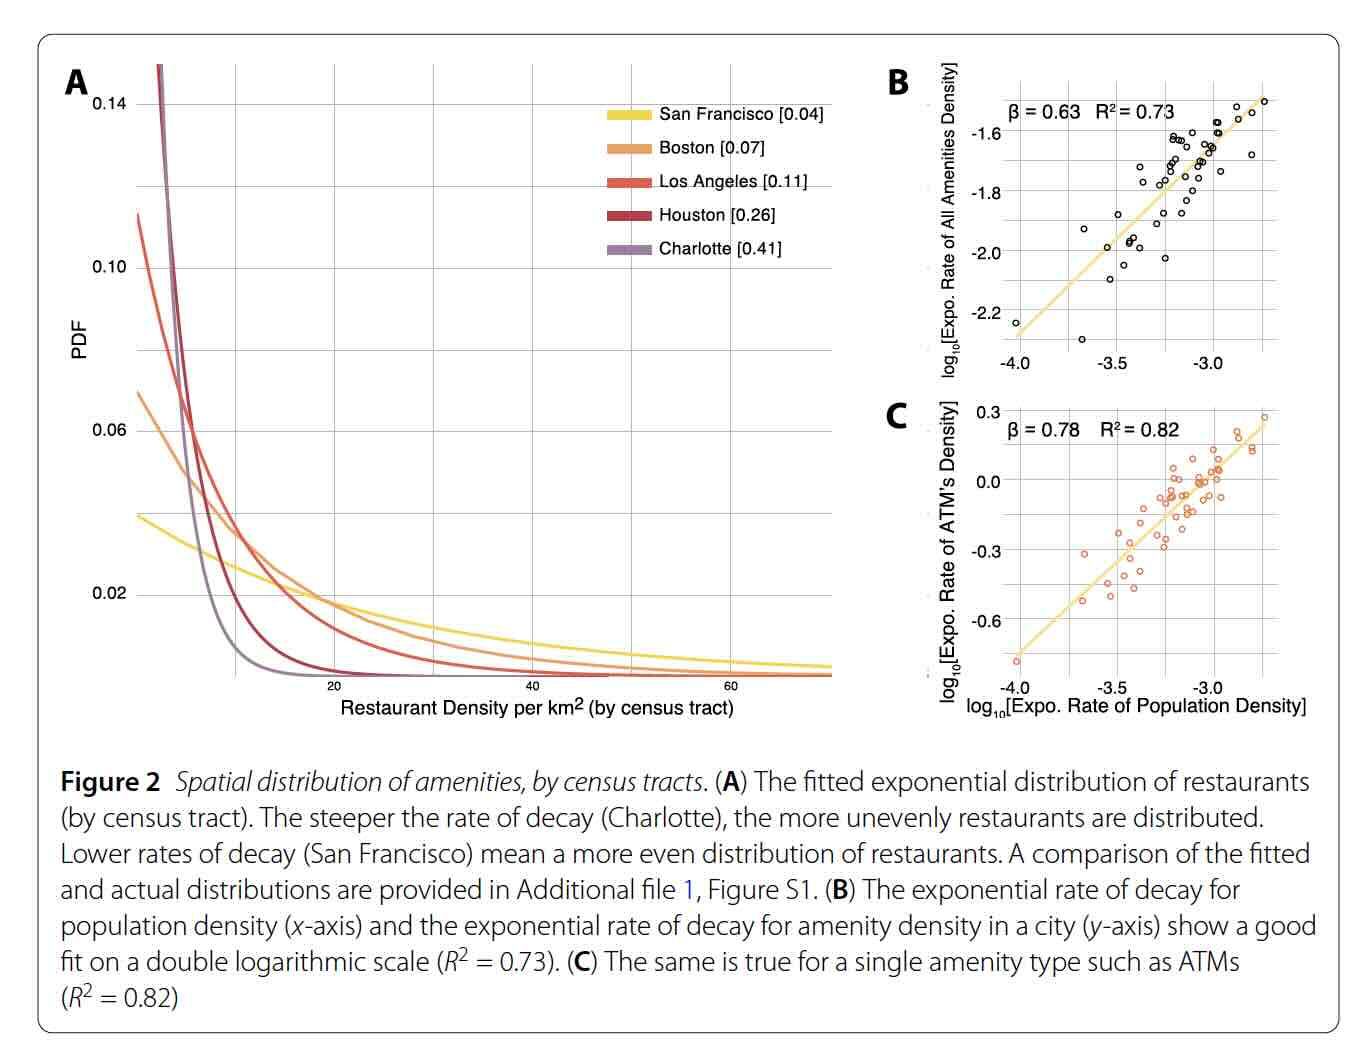 A
0.14
0.10
0.06
0.02
PDF
San Francisco [0.04]
Boston [0.07]
Los Angeles [0.11]
Houston [0.26]
Charlotte [0.41]
20 40 60
Restaurant Density per km² (by census tract)
B
log₁₀[Expo. Rate of All Amenities Density]
β = 0.63 R² = 0.73
-1.6
-1.8
-2.0
-2.2
-4.0 -3.5 -3.0
C
log₁₀[Expo. Rate of ATM's Density]
β = 0.78 R² = 0.82
0.3
0.0
-0.3
-0.6
-4.0 -3.5 -3.0
log₁₀[Expo. Rate of Population Density]
Figure 2 Spatial distribution of amenities, by census tracts. (A) The fitted exponential distribution of restaurants
(by census tract). The steeper the rate of decay (Charlotte), the more unevenly restaurants are distributed.
Lower rates of decay (San Francisco) mean a more even distribution of restaurants. A comparison of the fitted
and actual distributions are provided in Additional file 1, Figure S1. (B) The exponential rate of decay for
population density (x-axis) and the exponential rate of decay for amenity density in a city (y-axis) show a good
fit on a double logarithmic scale (R² = 0.73). (C) The same is true for a single amenity type such as ATMs
(R² = 0.82)